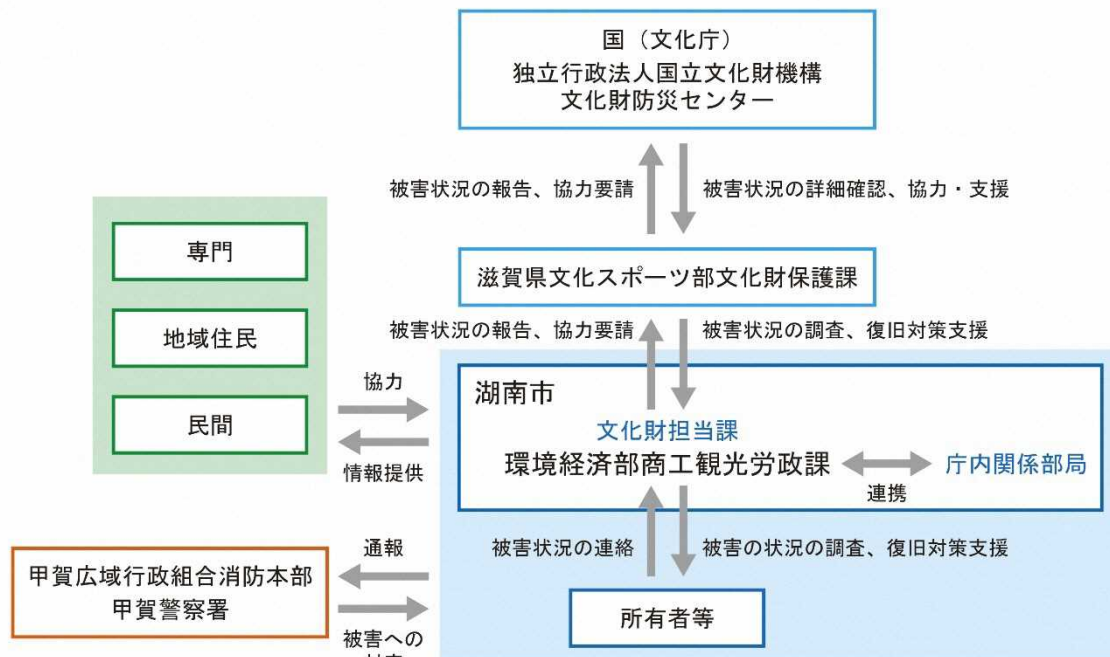 国（文化庁）
独立行政法人国立文化財機構
文化財防災センター
被害状況の報告、協力要請
被害状況の詳細確認、協力・支援
専門
滋賀県文化スポーツ部文化財保護課
地域住民
被害状況の報告、協力要請
被害状況の調査、復旧対策支援
民間
協力
情報提供
湖南市
文化財担当課
環境経済部商工観光労政課
連携
庁内関係部局
通報
被害状況の連絡
被害の状況の調査、復旧対策支援
甲賀広域行政組合消防本部
甲賀警察署
被害への
所有者等